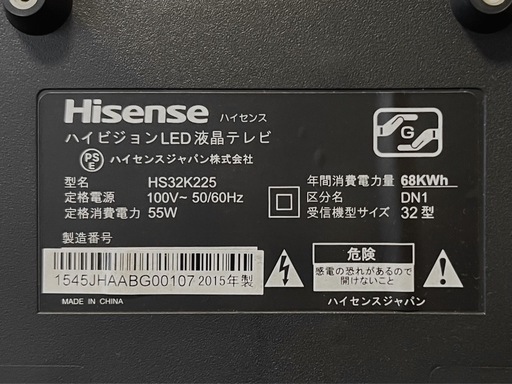 Hisense ハイセンス
ハイビジョンLED液晶テレビ
PSE ハイセンスジャパン株式会社
G
型名 HS32K225
定格電源 100V~ 50/60Hz
定格消費電力 55W
年間消費電力量 68KWh
区分名 DN1
受信機型サイズ 32型
製造番号
1545JHAABG00107 2015年製
MADE IN CHINA
危険
感電の恐れがあるので
開けないこと
ハイセンスジャパン